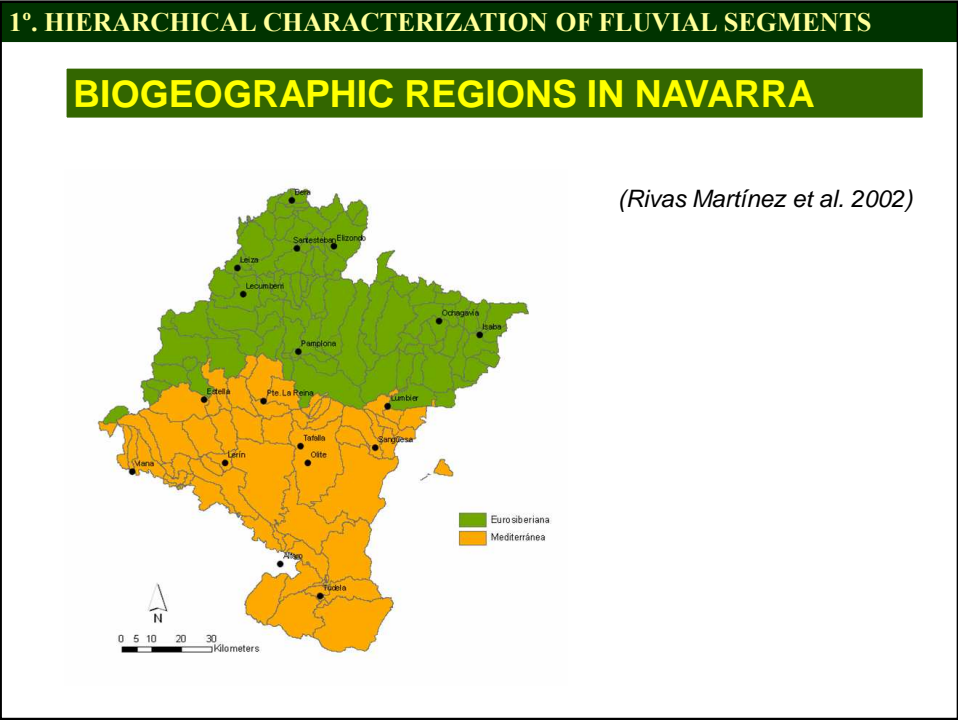 1º. HIERARCHICAL CHARACTERIZATION OF FLUVIAL SEGMENTS
BIOGEOGRAPHIC REGIONS IN NAVARRA
(Rivas Martínez et al. 2002)
Bera
Santesteban Elizondo
Leiza
Lecumberri
Ochagavia
Isaba
Pamplona
Estella
Pte. La Reina
Lumbier
Tafalla
Sangüesa
Viana
Lerín
Olite
Eurosiberiana
Mediterránea
Alfaro
Tudela
N
0 5 10 20 30
Kilometers